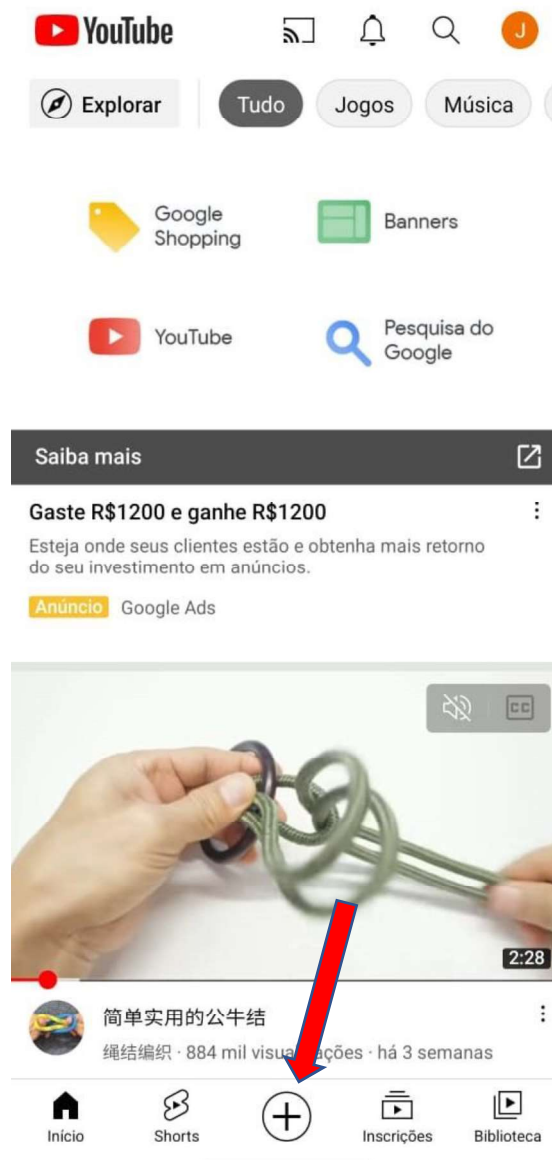 YouTube
J
Explorar
Tudo
Jogos
Música
Google
Shopping
Banners
YouTube
Pesquisa do
Google
Saiba mais
Gaste R$1200 e ganhe R$1200
Esteja onde seus clientes estão e obtenha mais retorno
do seu investimento em anúncios.
Anúncio Google Ads
CC
2:28
简单实用的公牛结
绳结编织 · 884 mil visualizações · há 3 semanas
Início
Shorts
Inscrições
Biblioteca